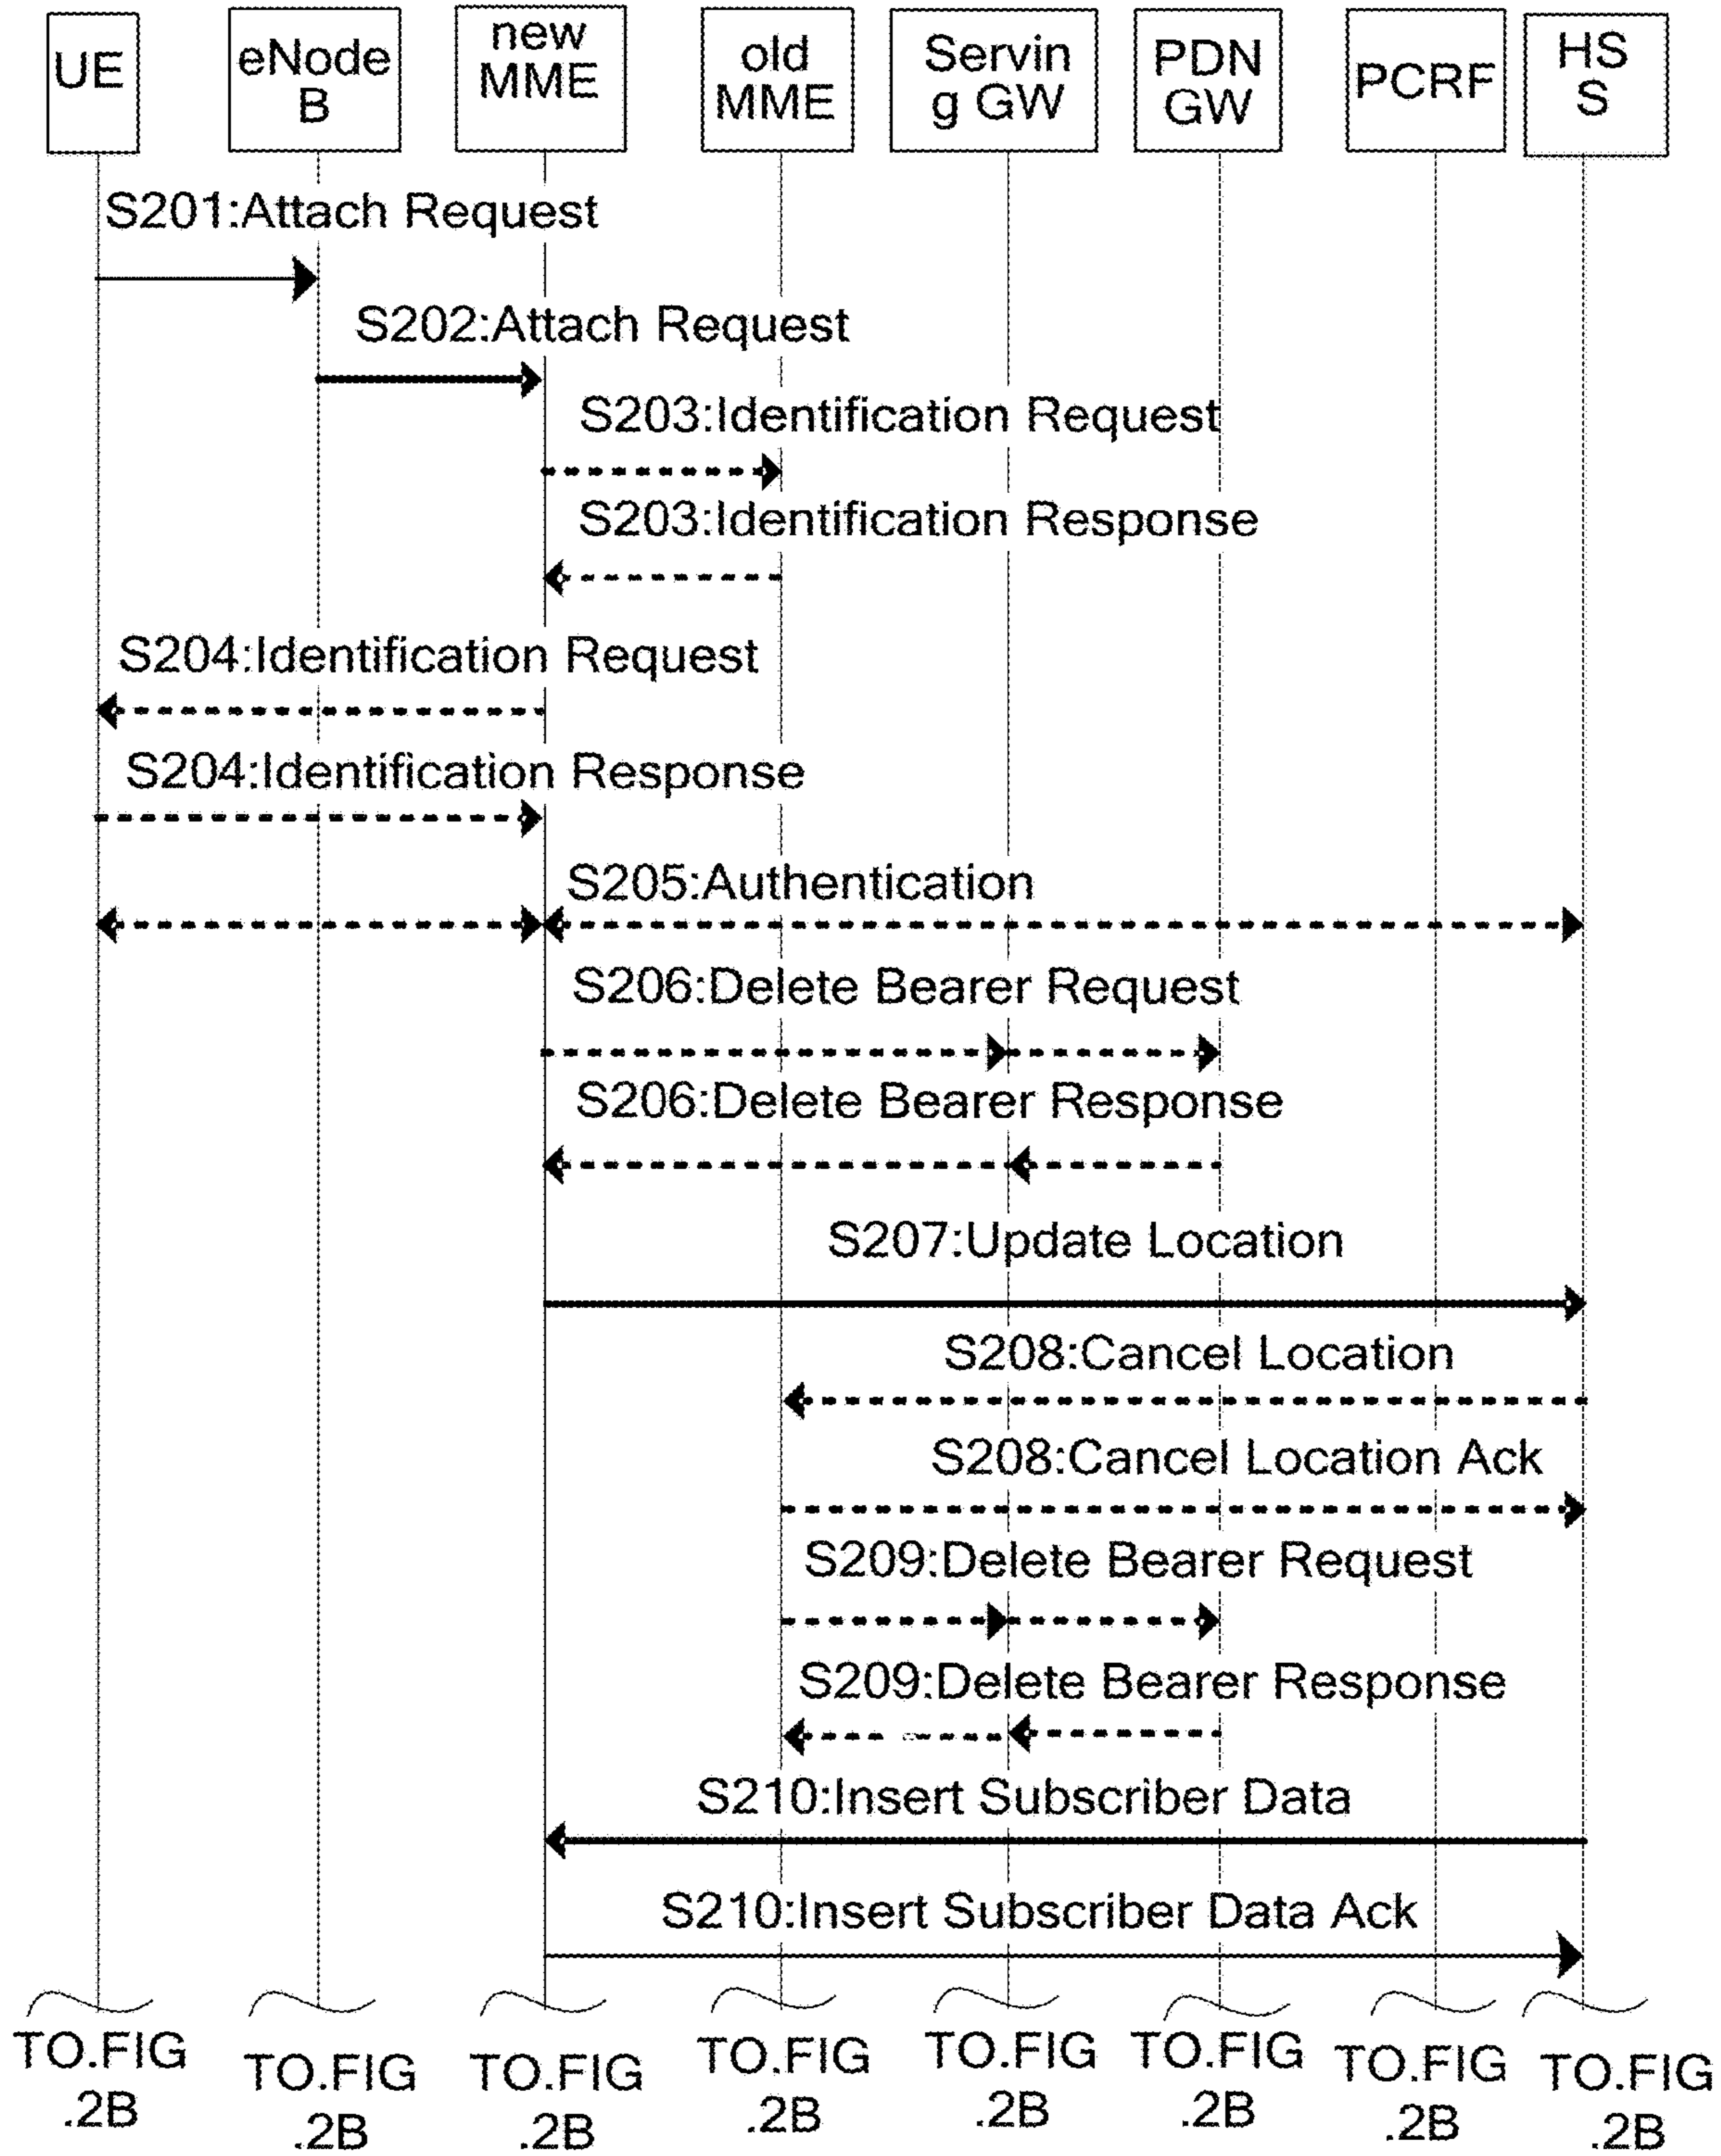 UE
eNode
B
new
MME
old
MME
Servin
g GW
PDN
GW
PCRF
HS
S
S201:Attach Request
S202:Attach Request
S203:Identification Request
S203:Identification Response
S204:Identification Request
S204:Identification Response
S205:Authentication
S206:Delete Bearer Request
S206:Delete Bearer Response
S207:Update Location
S208:Cancel Location
S208:Cancel Location Ack
S209:Delete Bearer Request
S209:Delete Bearer Response
S210:Insert Subscriber Data
S210:Insert Subscriber Data Ack
TO.FIG
.2B
TO.FIG
.2B
TO.FIG
.2B
TO.FIG
.2B
TO.FIG
.2B
TO.FIG
.2B
TO.FIG
.2B
TO.FIG
.2B